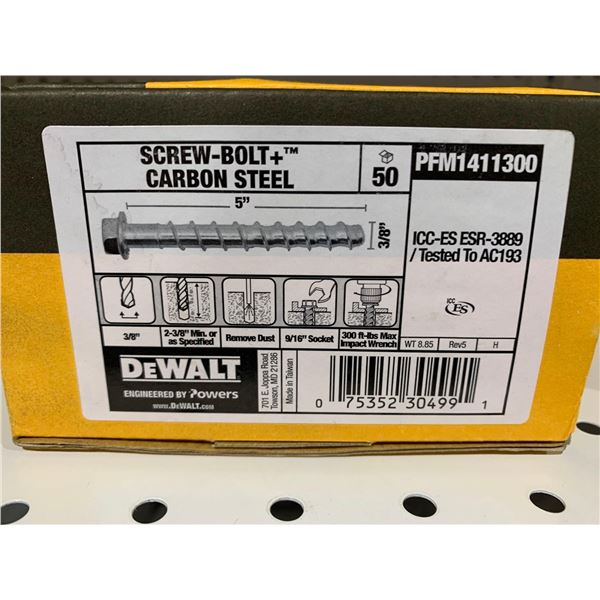 SCREW-BOLT+™
CARBON STEEL
50
PFM1411300
5"
3/8"
ICC-ES ESR-3889
/ Tested To AC193
ICC
ES
3/8"
2-3/8" Min. or
as Specified
Remove Dust
9/16" Socket
300 ft-lbs Max
Impact Wrench
WT 8.85
Rev5
H
DEWALT
ENGINEERED BY Powers
www.DEWALT.com
701 E. Joppa Road
Towson, MD 21286
Made in Taiwan
0 75352 30499 1